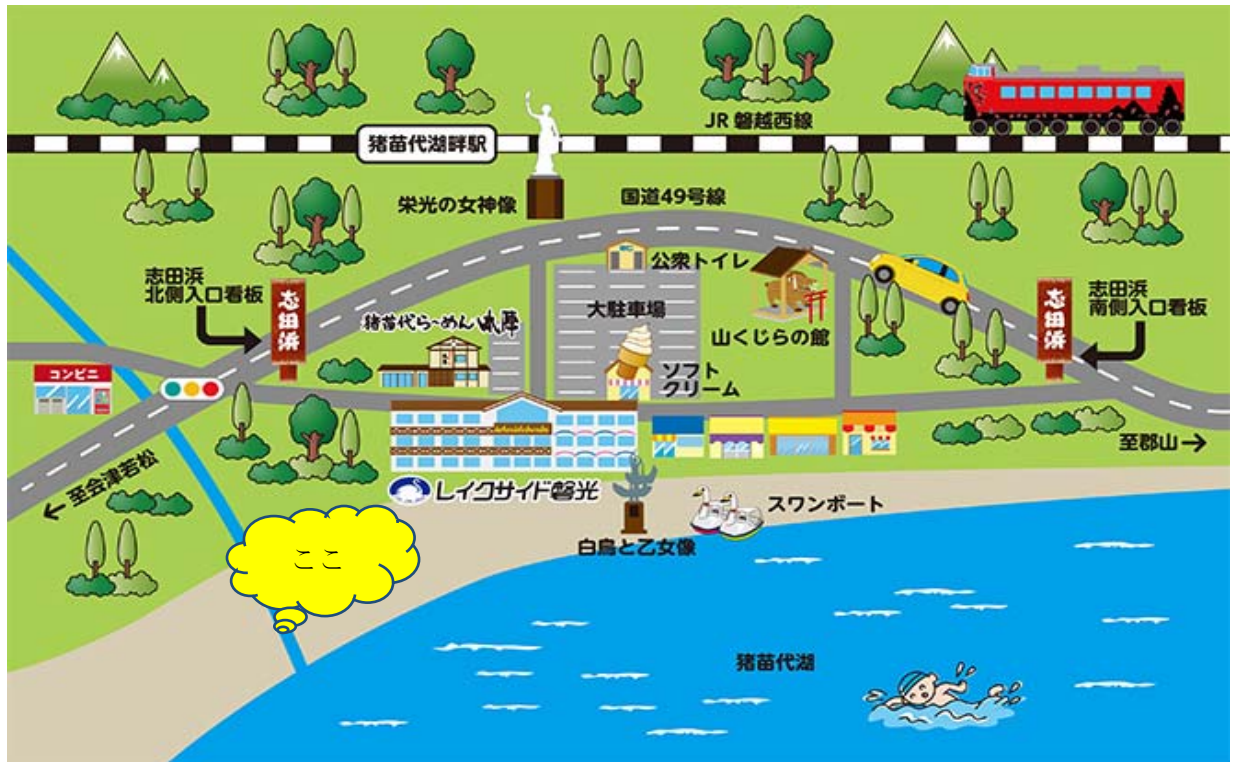 JR 磐越西線
猪苗代湖畔駅
栄光の女神像
国道49号線
公衆トイレ
志田浜
北側入口看板
志田浜
大駐車場
山くじらの館
志田浜
志田浜
南側入口看板
猪苗代ら〜めん
ソフト
クリーム
コンビニ
至郡山→
←至会津若松
レイクサイド磐光
スワンボート
白鳥と乙女像
ここ
猪苗代湖